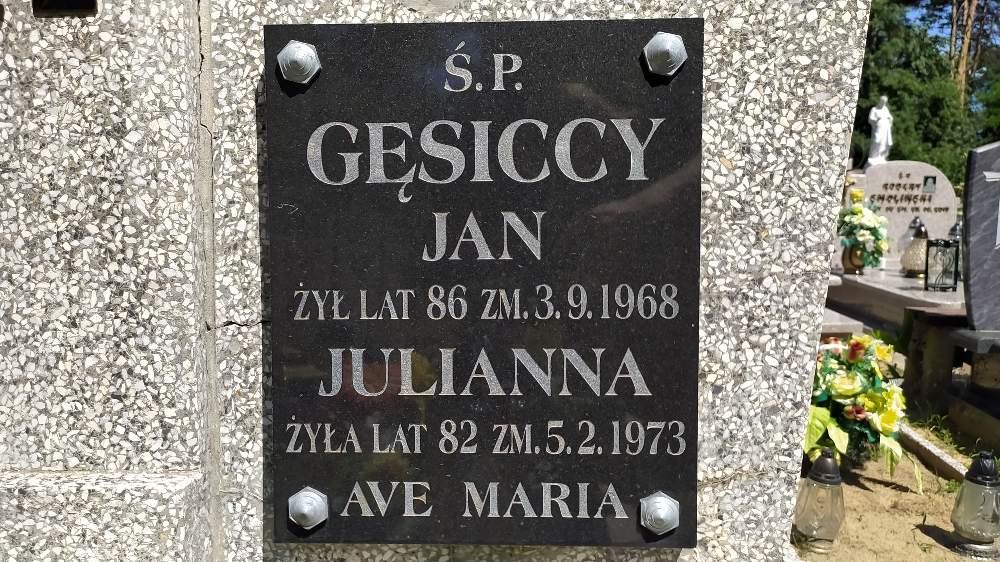 Ś.P.
GĘSICCY
JAN
ŻYŁ LAT 86 ZM. 3.9.1968
JULIANNA
ŻYŁA LAT 82 ZM. 5.2.1973
AVE MARIA